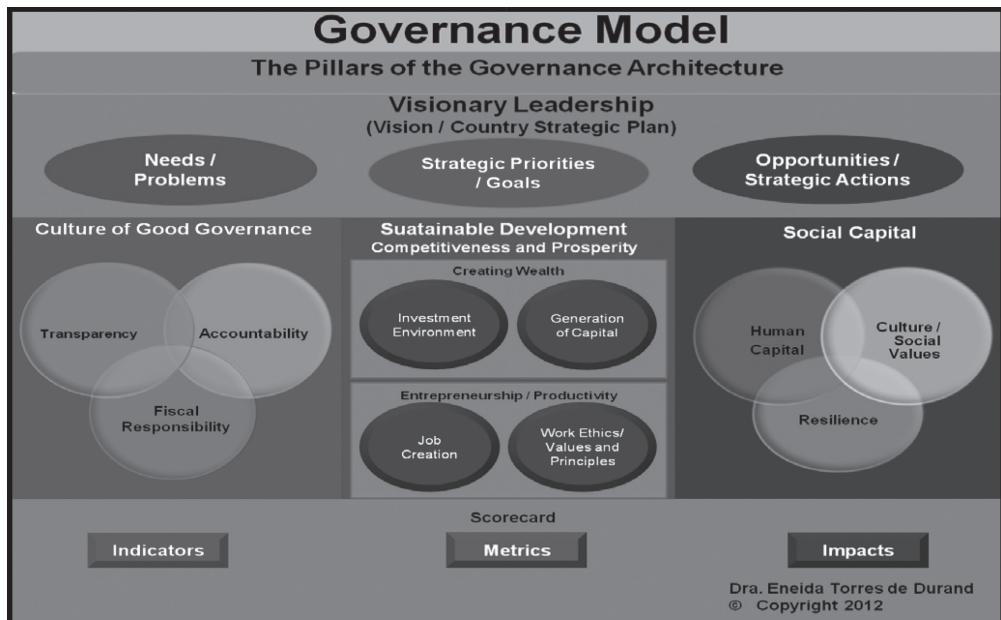 Governance Model
The Pillars of the Governance Architecture
Visionary Leadership
(Vision / Country Strategic Plan)
Needs /
Problems
Strategic Priorities
/ Goals
Opportunities /
Strategic Actions
Culture of Good Governance
Transparency
Accountability
Fiscal
Responsibility
Sustainable Development
Competitiveness and Prosperity
Creating Wealth
Investment
Environment
Generation
of Capital
Entrepreneurship / Productivity
Job
Creation
Work Ethics/
Values and
Principles
Social Capital
Human
Capital
Culture /
Social
Values
Resilience
Scorecard
Indicators
Metrics
Impacts
Dra. Eneida Torres de Durand
© Copyright 2012